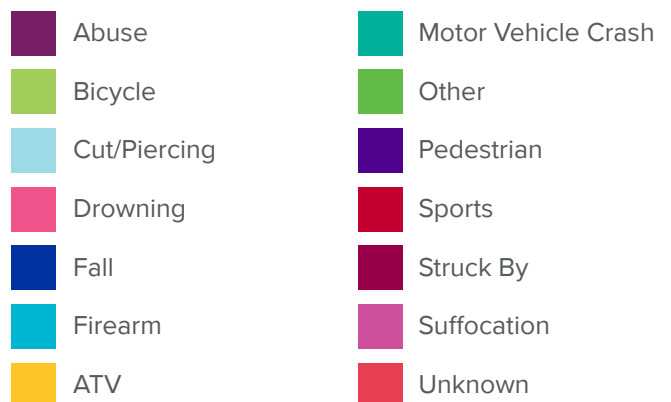 Abuse
Bicycle
Cut/Piercing
Drowning
Fall
Firearm
ATV
Motor Vehicle Crash
Other
Pedestrian
Sports
Struck By
Suffocation
Unknown